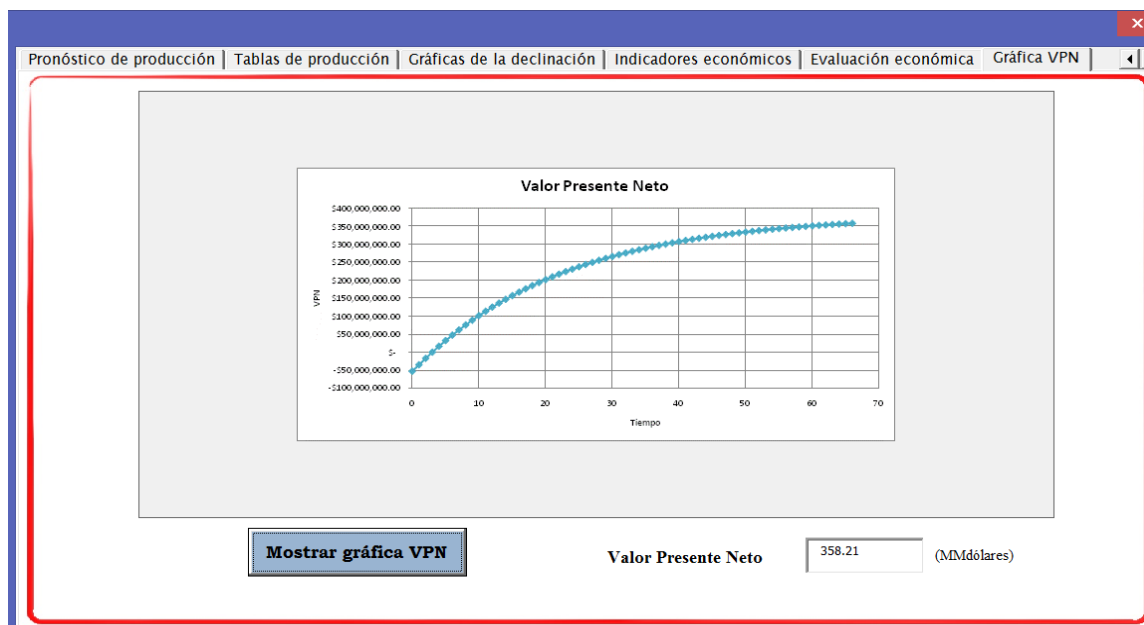 Pronóstico de producción | Tablas de producción | Gráficas de la declinación | Indicadores económicos | Evaluación económica | Gráfica VPN
Valor Presente Neto
$400,000,000.00
$350,000,000.00
$300,000,000.00
$250,000,000.00
$200,000,000.00
$150,000,000.00
$100,000,000.00
$50,000,000.00
$-
-$50,000,000.00
-$100,000,000.00
VPN
0 10 20 30 40 50 60 70
Tiempo
Mostrar gráfica VPN
Valor Presente Neto 358.21 (MMdólares)